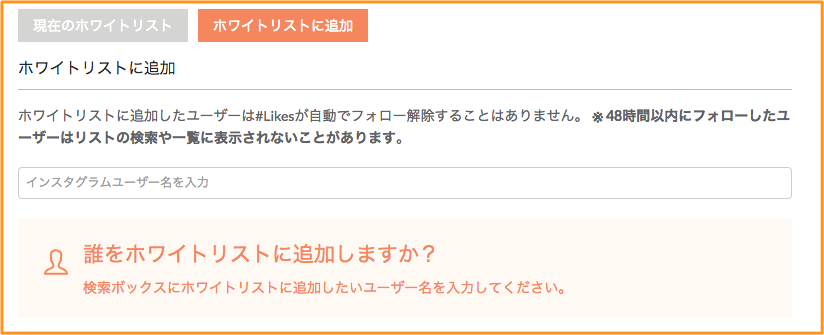 現在のホワイトリスト
ホワイトリストに追加
ホワイトリストに追加
ホワイトリストに追加したユーザーは#Likesが自動でフォロー解除することはありません。 ※48時間以内にフォローしたユ
ーザーはリストの検索や一覧に表示されないことがあります。
インスタグラムユーザー名を入力
誰をホワイトリストに追加しますか？
検索ボックスにホワイトリストに追加したいユーザー名を入力してください。